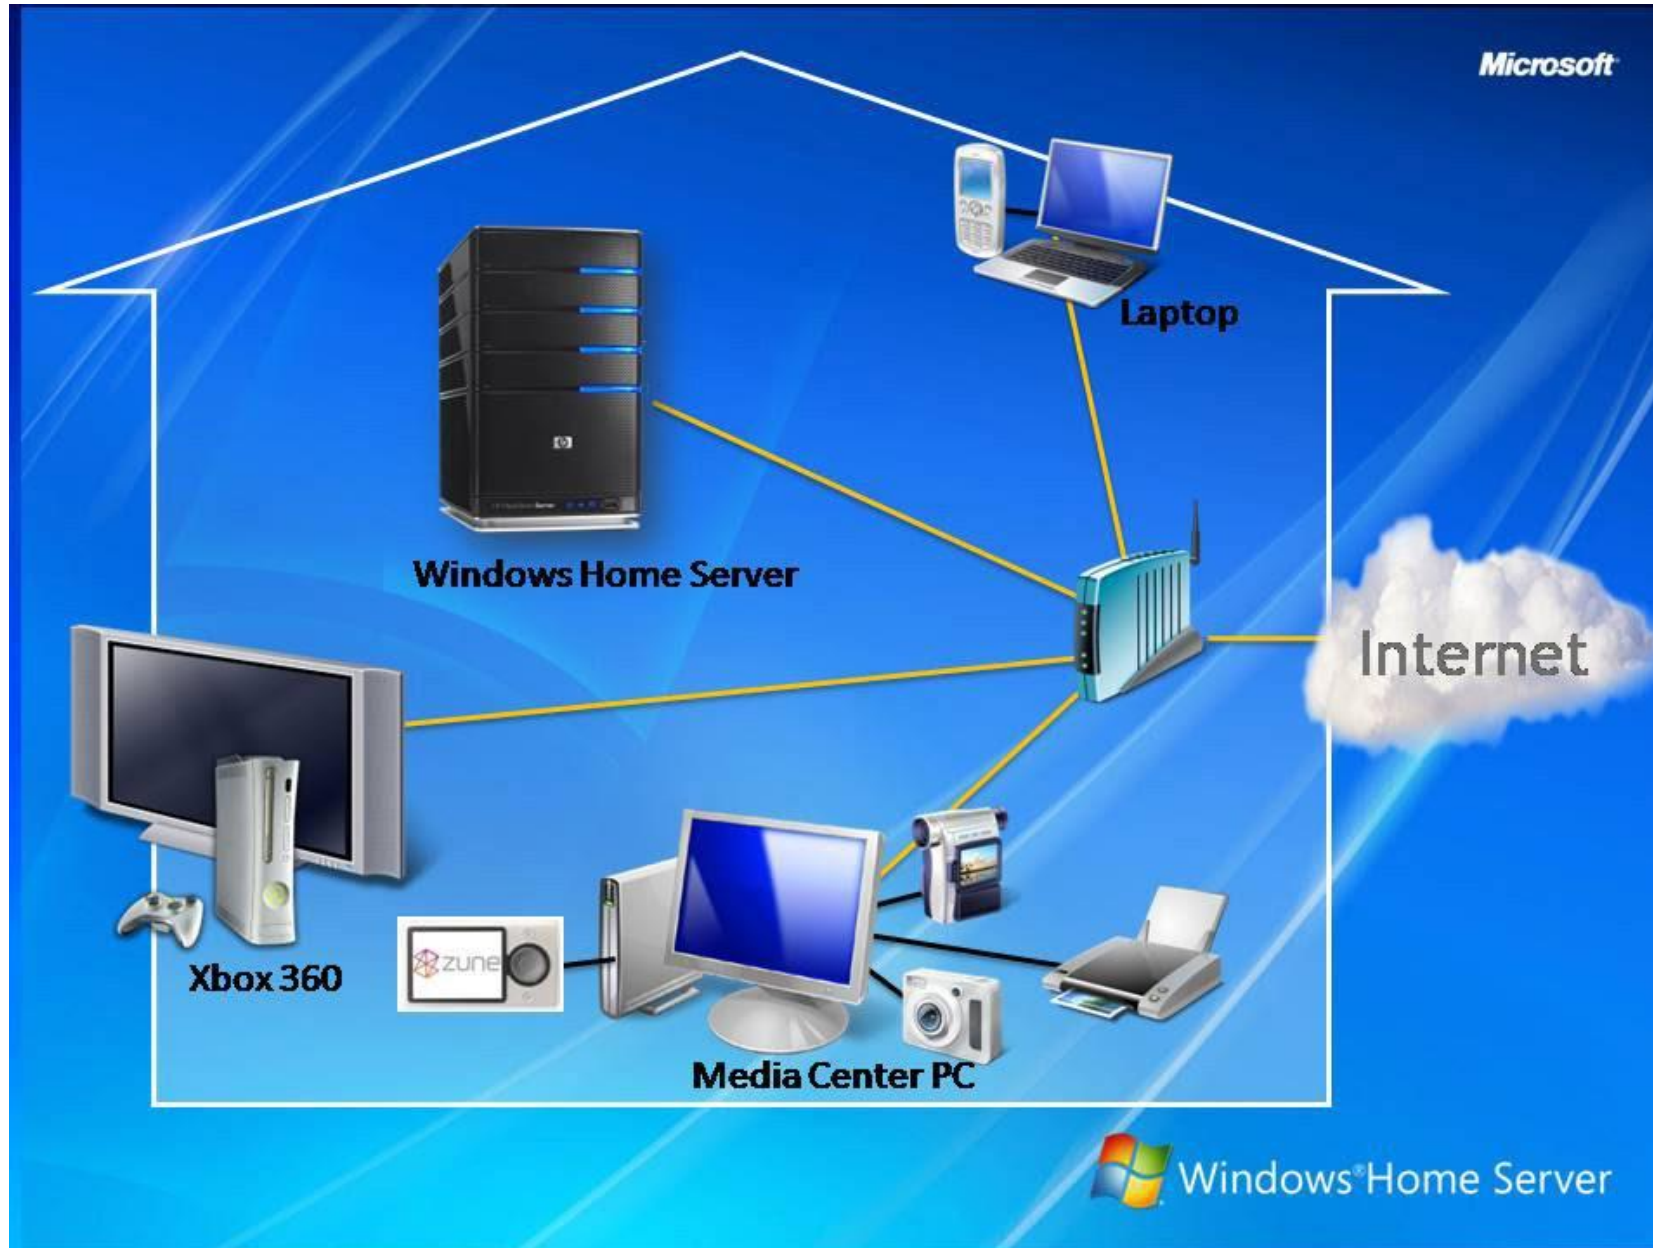 Microsoft
Laptop
Windows Home Server
Internet
Xbox 360
zune
Media Center PC
Windows® Home Server